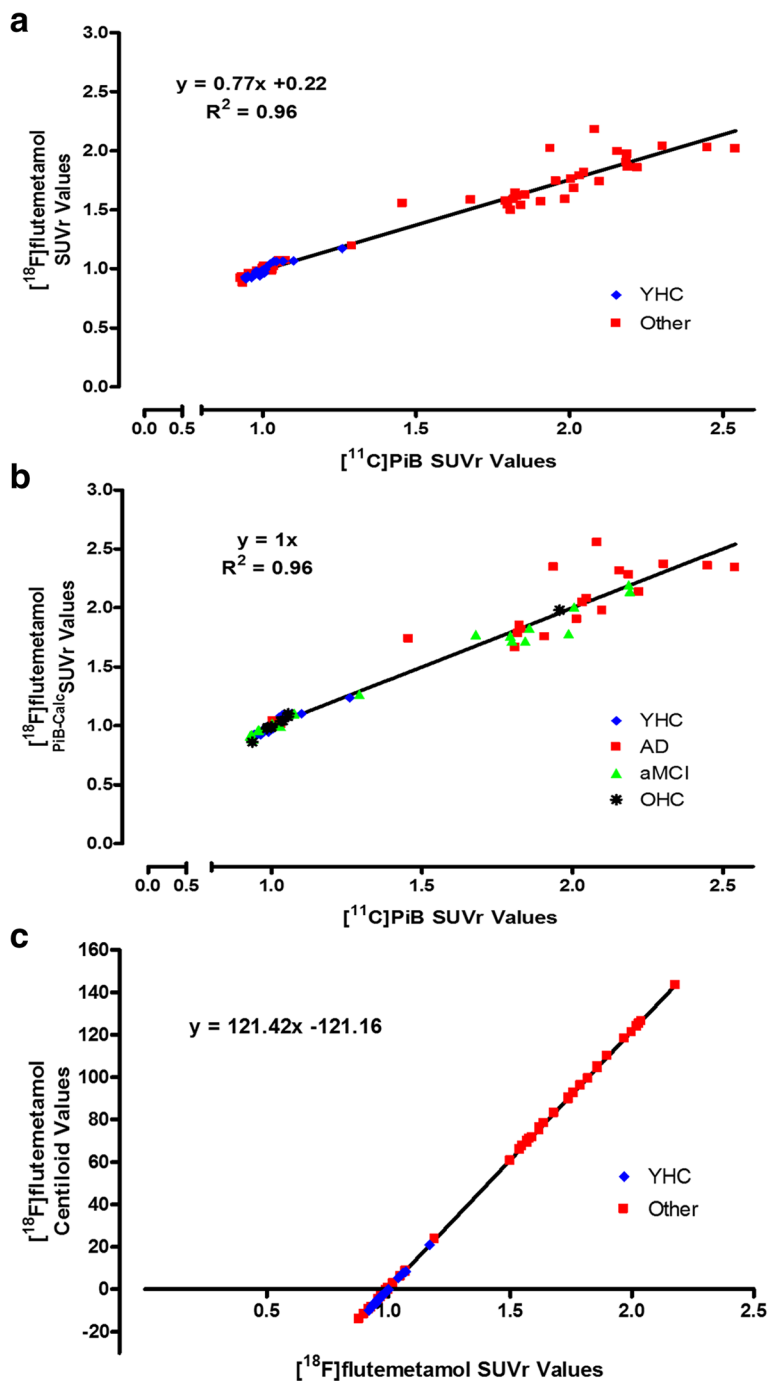 a
3.0
y = 0.77x +0.22
R² = 0.96
2.5
2.0
1.5
1.0
0.5
0.0
[¹⁸F]flutemetamol
SUVr Values
YHC
Other
0.0 0.5 1.0 1.5 2.0 2.5
[¹¹C]PiB SUVr Values
b
3.0
y = 1x
R² = 0.96
2.5
2.0
1.5
1.0
0.5
0.0
[¹⁸F]flutemetamol
PiB-Calc SUVr Values
YHC
AD
aMCI
OHC
0.0 0.5 1.0 1.5 2.0 2.5
[¹¹C]PiB SUVr Values
c
160
y = 121.42x -121.16
140
120
100
80
60
40
20
0
-20
[¹⁸F]flutemetamol
Centiloid Values
YHC
Other
0.5 1.0 1.5 2.0 2.5
[¹⁸F]flutemetamol SUVr Values